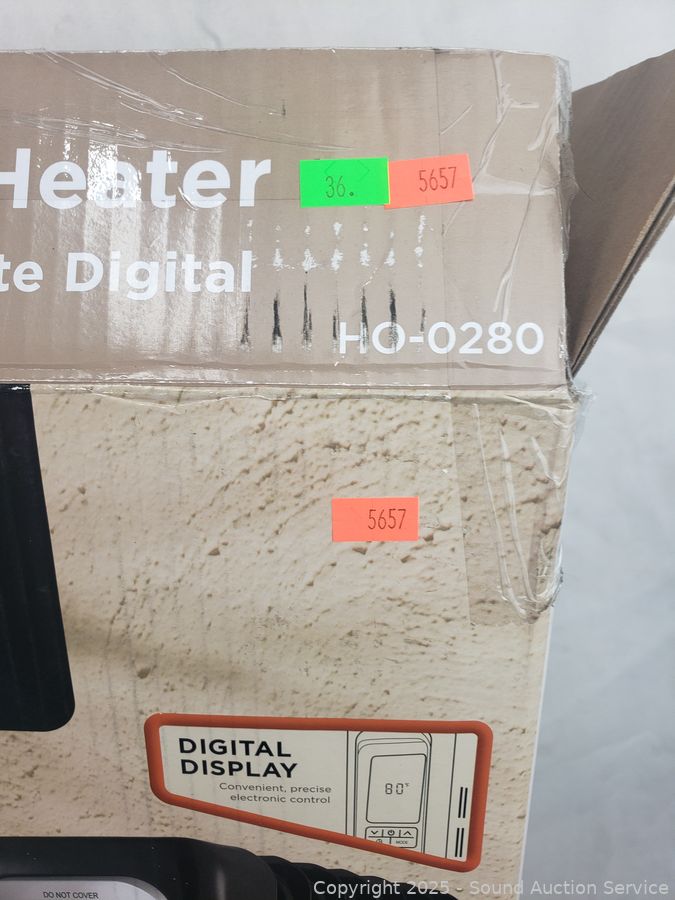 Heater
36.
5657
te Digital
HO-0280
5657
DIGITAL
DISPLAY
Convenient, precise
electronic control
80°F
MODE
DO NOT COVER
Copyright 2025 - Sound Auction Service